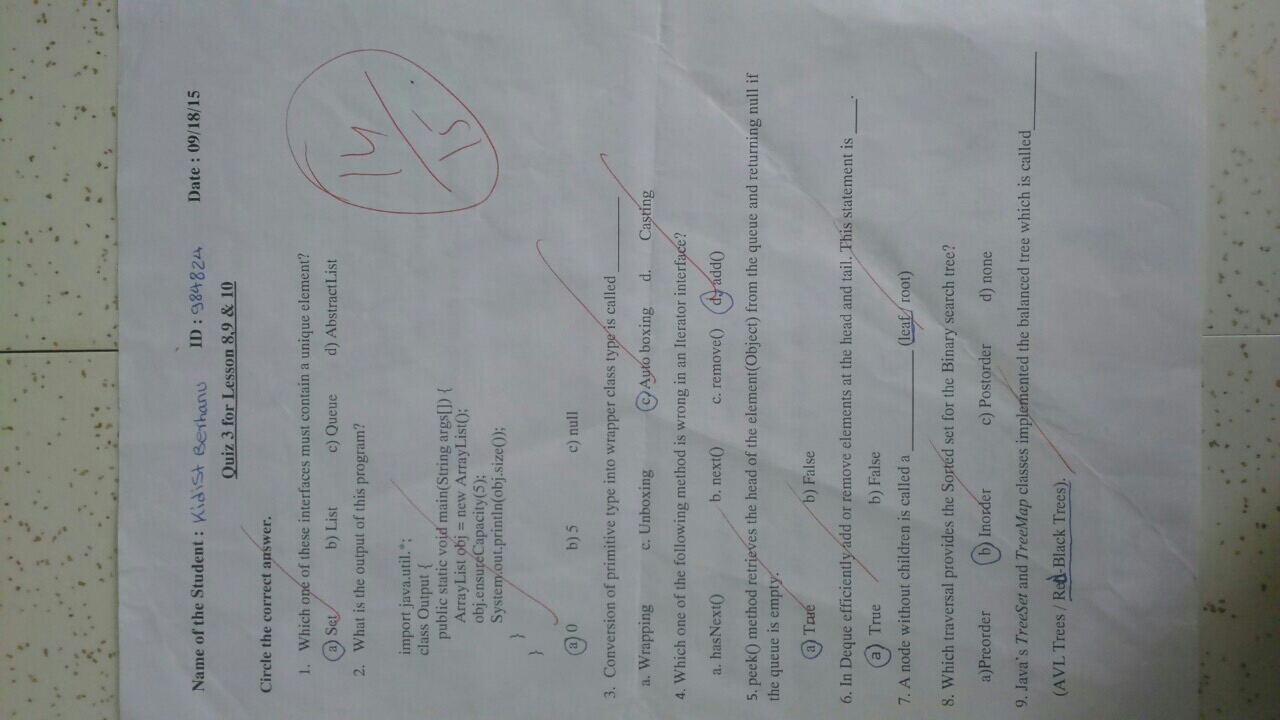 Name of the Student : Kidist Berhanu ID : 984824 Date : 09/18/15
Quiz 3 for Lesson 8,9 & 10
Circle the correct answer.
1. Which one of these interfaces must contain a unique element?
a) Set b) List c) Queue d) AbstractList
2. What is the output of this program?
14
15
import java.util.*;
class Output {
public static void main(String args[]) {
ArrayList obj = new ArrayList();
obj.ensureCapacity(5);
System.out.println(obj.size());
}
}
a) 0 b) 5 c) null
3. Conversion of primitive type into wrapper class type is called _________
a. Wrapping c. Unboxing c. Auto boxing d. Casting
4. Which one of the following method is wrong in an Iterator interface?
a. hasNext() b. next() c. remove() d. add()
5. peek() method retrieves the head of the element(Object) from the queue and returning null if
the queue is empty.
a) True b) False
6. In Deque efficiently add or remove elements at the head and tail. This statement is ____.
a) True b) False
7. A node without children is called a ____________ (leaf / root)
8. Which traversal provides the Sorted set for the Binary search tree?
a)Preorder b) Inorder c) Postorder d) none
9. Java's TreeSet and TreeMap classes implemented the balanced tree which is called_________
(AVL Trees / Red-Black Trees).